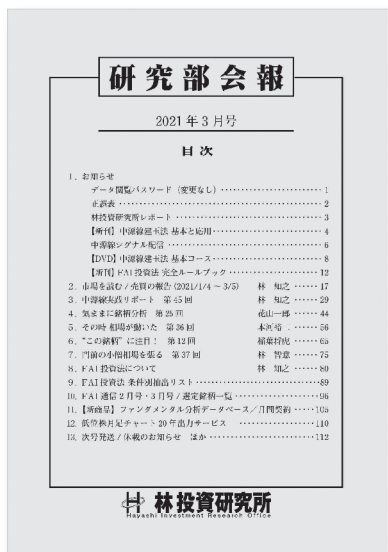 研究部会報
2021年3月号
目次
1. お知らせ
データ閲覧パスワード（変更なし）……………………1
正誤表……………………2
林投資研究所レポート……………………3
【新刊】中源線建玉法 基本と応用……………………4
中源線シグナル配信……………………6
【DVD】中源線建玉法 基本コース……………………8
【新刊】FAI投資法 完全ルールブック……………………12
2. 市場を読む／売買の報告(2021/1/4～3/5) 林 知之……17
3. 中源線実践リポート 第45回 林 知之……29
4. 気ままに銘柄分析 第25回 花山一郎……44
5. その時 相場が動いた 第36回 本河裕二……56
6. “この銘柄”に注目！ 第12回 稲葉将虎……65
7. 門前の小僧相場を張る 第37回 林 智意……75
8. FAI投資法について 林 知之……80
9. FAI投資法 条件別抽出リスト……………………89
10. FAI通信2月号・3月号／選定銘柄一覧……………………96
11. 【新商品】ファンダメンタル分析データベース／月間契約……105
12. 低位株月足チャート20年出力サービス……………………110
13. 次号発送／休載のお知らせ ほか……………………112
林投資研究所
Hayashi Investment Research Office